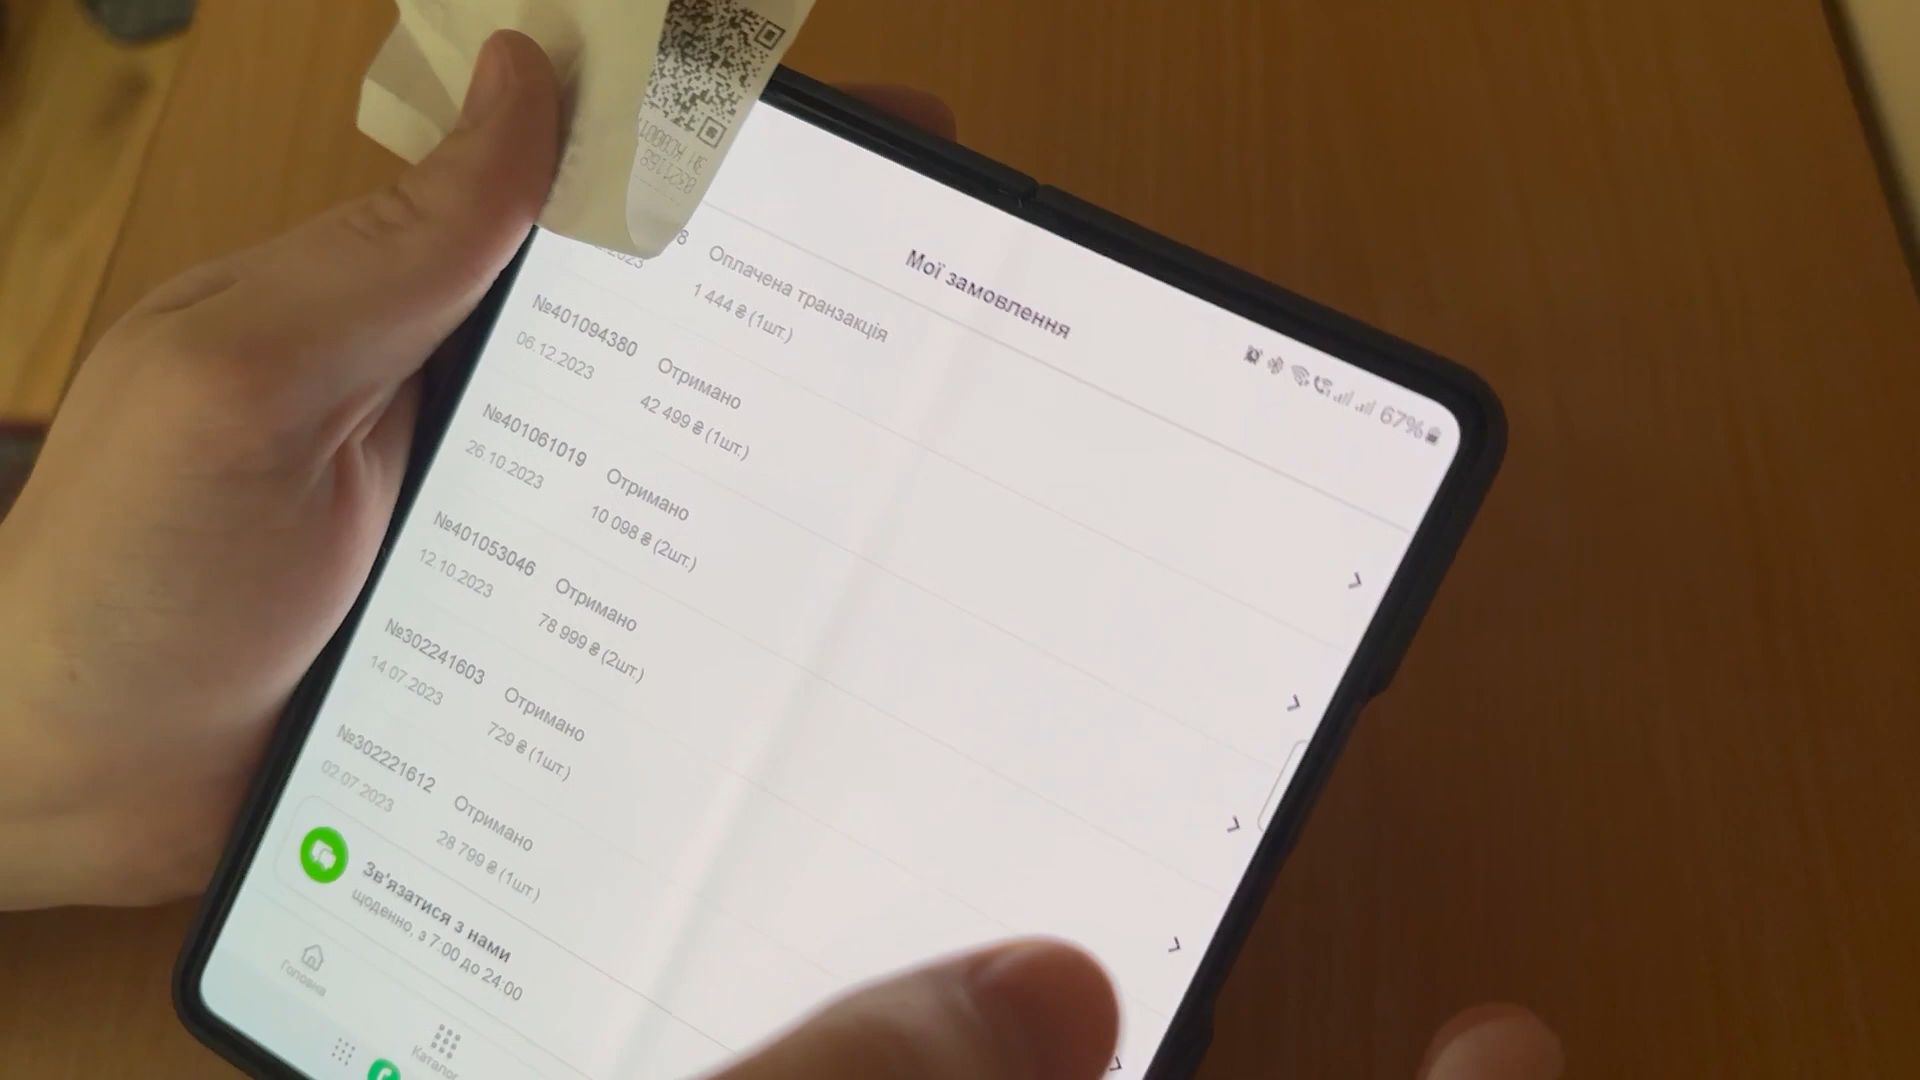 Мої замовлення
67%
8
Оплачена транзакція
2023
1 444 ₴ (1шт.)
№401094380
Отримано
06.12.2023
42 499 ₴ (1шт.)
№401061019
Отримано
26.10.2023
10 098 ₴ (2шт.)
№401053046
Отримано
12.10.2023
78 999 ₴ (2шт.)
№302241603
Отримано
14.07.2023
729 ₴ (1шт.)
№302221612
Отримано
02.07.2023
28 799 ₴ (1шт.)
Зв'язатися з нами
щоденно, з 7:00 до 24:00
Головна
Каталог